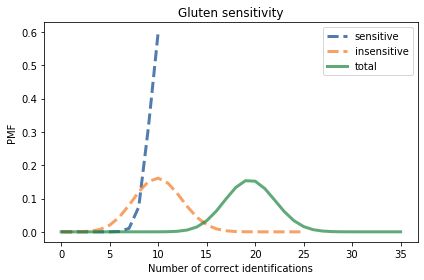 Gluten sensitivity
sensitive
insensitive
total
PMF
0.6
0.5
0.4
0.3
0.2
0.1
0.0
0 5 10 15 20 25 30 35
Number of correct identifications